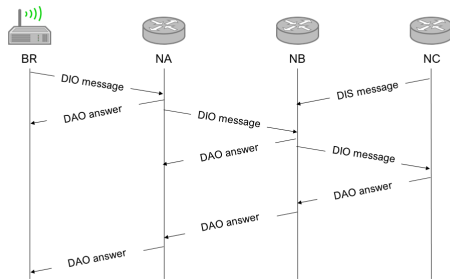 BR
NA
NB
NC
DIO message
DIS message
DAO answer
DIO message
DAO answer
DIO message
DAO answer
DAO answer
DAO answer